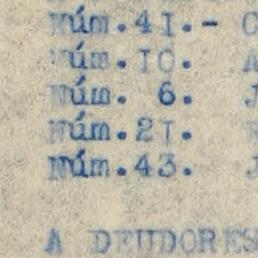 Núm.41.- C
Núm.10. A
Núm. 6. J
Núm.21.
Núm.43. J
A DEUDORES